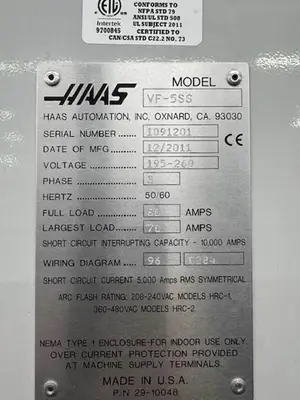 CONFORMS TO
NFPA STD 79
ANSI/UL STD 508
UL SUBJECT 2011
CERTIFIED TO
CAN/CSA STD C22.2 NO. 73
Intertek
9700845
HAAS
MODEL
VF-5SS
HAAS AUTOMATION, INC. OXNARD, CA. 93030
SERIAL NUMBER 1091201
DATE OF MFG 12/2011
VOLTAGE 195-260
PHASE 3
HERTZ 50/60
FULL LOAD AMPS
LARGEST LOAD AMPS
SHORT CIRCUIT INTERRUPTING CAPACITY - 10,000 AMPS
WIRING DIAGRAM 96
SHORT CIRCUIT CURRENT 5,000 Amps RMS SYMMETRICAL
ARC FLASH RATING: 208-240VAC MODELS HRC-1,
360-480VAC MODELS HRC-2.
NEMA TYPE 1 ENCLOSURE-FOR INDOOR USE ONLY.
OVER CURRENT PROTECTION PROVIDED
AT MACHINE SUPPLY TERMINALS.
MADE IN U.S.A.
P/N 29-10048